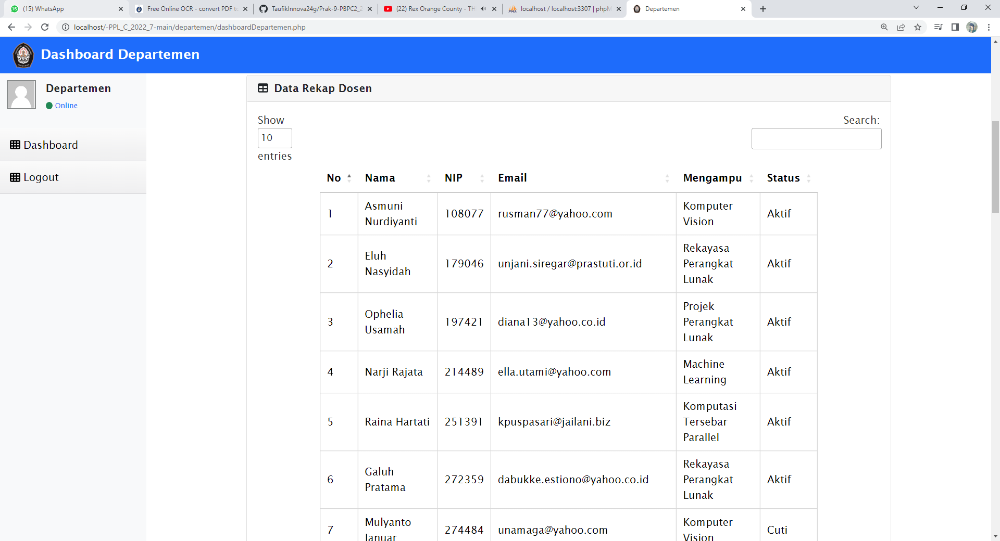 (15) WhatsApp
Free Online OCR - convert PDF to
TaufikInnova24g/Prak-9-PBPC2_2
(22) Rex Orange County - TH
localhost / localhost:3307 | phpM
Departemen
localhost/-PPL_C_2022_7-main/departemen/dashboardDepartemen.php
Dashboard Departemen
Departemen
Online
Dashboard
Logout
Data Rekap Dosen
Show
10
entries
Search:
No Nama NIP Email Mengampu Status
1 Asmuni Nurdiyanti 108077 rusman77@yahoo.com Komputer Vision Aktif
2 Eluh Nasyidah 179046 unjani.siregar@prastuti.or.id Rekayasa Perangkat Lunak Aktif
3 Ophelia Usamah 197421 diana13@yahoo.co.id Projek Perangkat Lunak Aktif
4 Narji Rajata 214489 ella.utami@yahoo.com Machine Learning Aktif
5 Raina Hartati 251391 kpuspasari@jailani.biz Komputasi Tersebar Parallel Aktif
6 Galuh Pratama 272359 dabukke.estiono@yahoo.co.id Rekayasa Perangkat Lunak Aktif
7 Mulyanto Januar 274484 unamaga@yahoo.com Komputer Vision Cuti